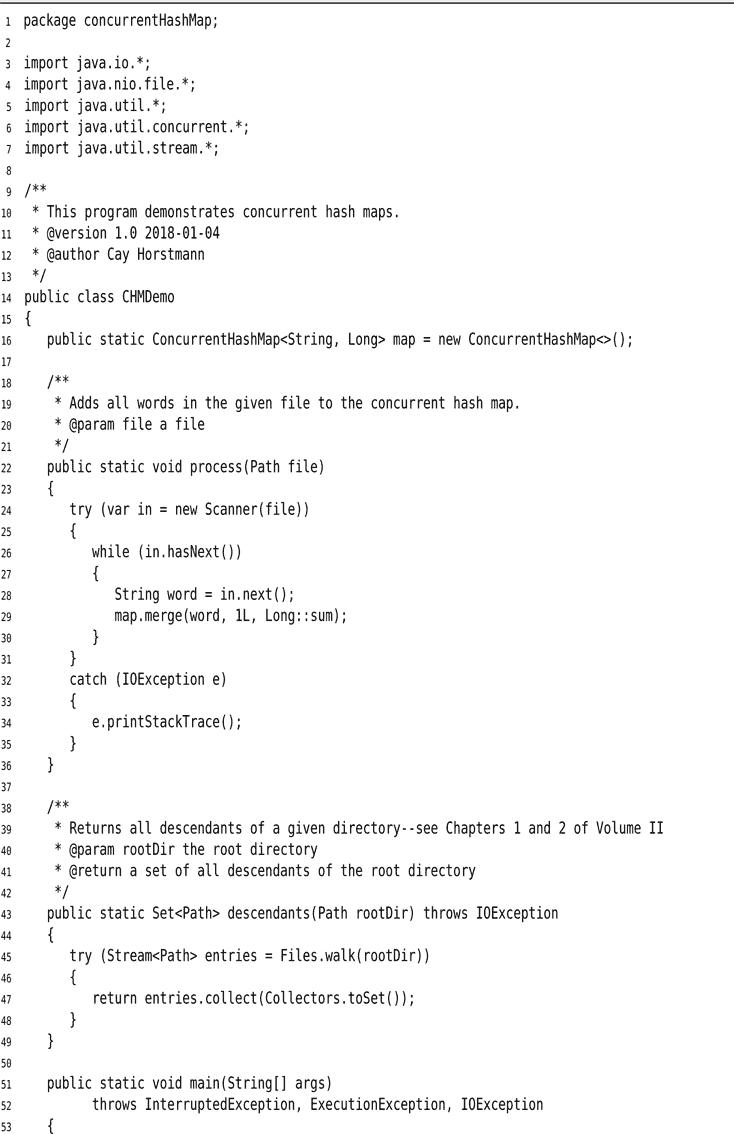 1 package concurrentHashMap;
2
3 import java.io.*;
4 import java.nio.file.*;
5 import java.util.*;
6 import java.util.concurrent.*;
7 import java.util.stream.*;
8
9 /**
10  * This program demonstrates concurrent hash maps.
11  * @version 1.0 2018-01-04
12  * @author Cay Horstmann
13  */
14 public class CHMDemo
15 {
16    public static ConcurrentHashMap<String, Long> map = new ConcurrentHashMap<>();
17
18    /**
19     * Adds all words in the given file to the concurrent hash map.
20     * @param file a file
21     */
22    public static void process(Path file)
23    {
24       try (var in = new Scanner(file))
25       {
26          while (in.hasNext())
27          {
28             String word = in.next();
29             map.merge(word, 1L, Long::sum);
30          }
31       }
32       catch (IOException e)
33       {
34          e.printStackTrace();
35       }
36    }
37
38    /**
39     * Returns all descendants of a given directory--see Chapters 1 and 2 of Volume II
40     * @param rootDir the root directory
41     * @return a set of all descendants of the root directory
42     */
43    public static Set<Path> descendants(Path rootDir) throws IOException
44    {
45       try (Stream<Path> entries = Files.walk(rootDir))
46       {
47          return entries.collect(Collectors.toSet());
48       }
49    }
50
51    public static void main(String[] args)
52          throws InterruptedException, ExecutionException, IOException
53    {